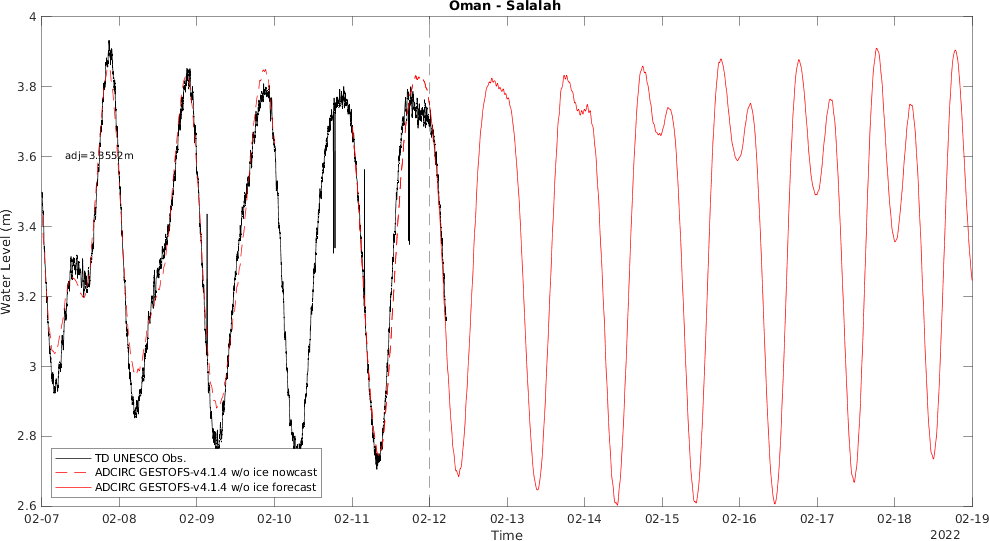 Oman - Salalah
4
3.8
3.6
3.4
3.2
3
2.8
2.6
Water Level (m)
adj=3.3552m
TD UNESCO Obs.
ADCIRC GESTOFS-v4.1.4 w/o ice nowcast
ADCIRC GESTOFS-v4.1.4 w/o ice forecast
02-07 02-08 02-09 02-10 02-11 02-12 02-13 02-14 02-15 02-16 02-17 02-18 02-19
Time
2022